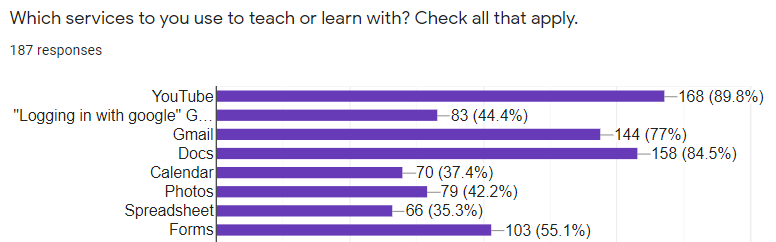 Which services to you use to teach or learn with? Check all that apply.
187 responses
YouTube 168 (89.8%)
"Logging in with google" G... 83 (44.4%)
Gmail 144 (77%)
Docs 158 (84.5%)
Calendar 70 (37.4%)
Photos 79 (42.2%)
Spreadsheet 66 (35.3%)
Forms 103 (55.1%)